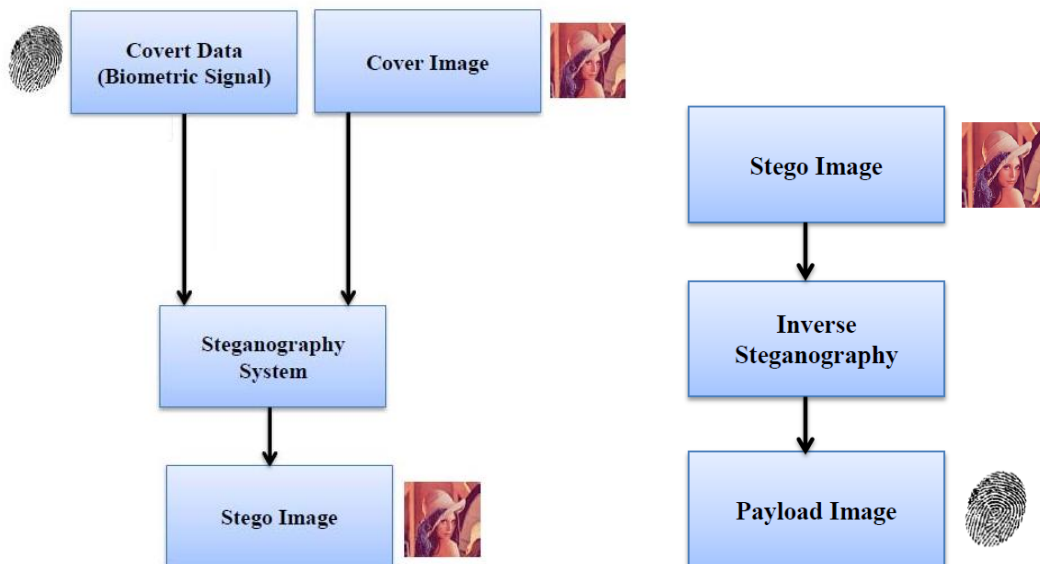 Covert Data
(Biometric Signal)
Cover Image
Steganography
System
Stego Image
Stego Image
Inverse
Steganography
Payload Image